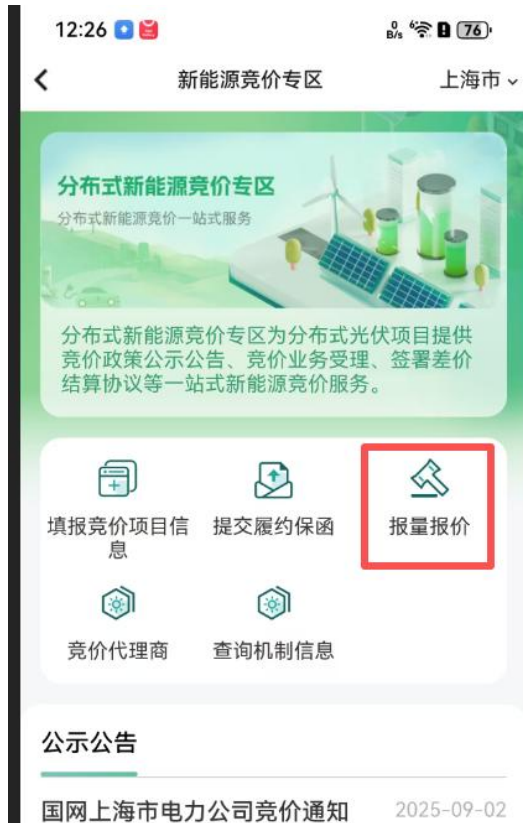 12:26
0 B/s 6 76
新能源竞价专区 上海市
分布式新能源竞价专区
分布式新能源竞价一站式服务
分布式新能源竞价专区为分布式光伏项目提供
竞价政策公示公告、竞价业务受理、签署差价
结算协议等一站式新能源竞价服务。
填报竞价项目信息 提交履约保函 报量报价
竞价代理商 查询机制信息
公示公告
国网上海市电力公司竞价通知 2025-09-02